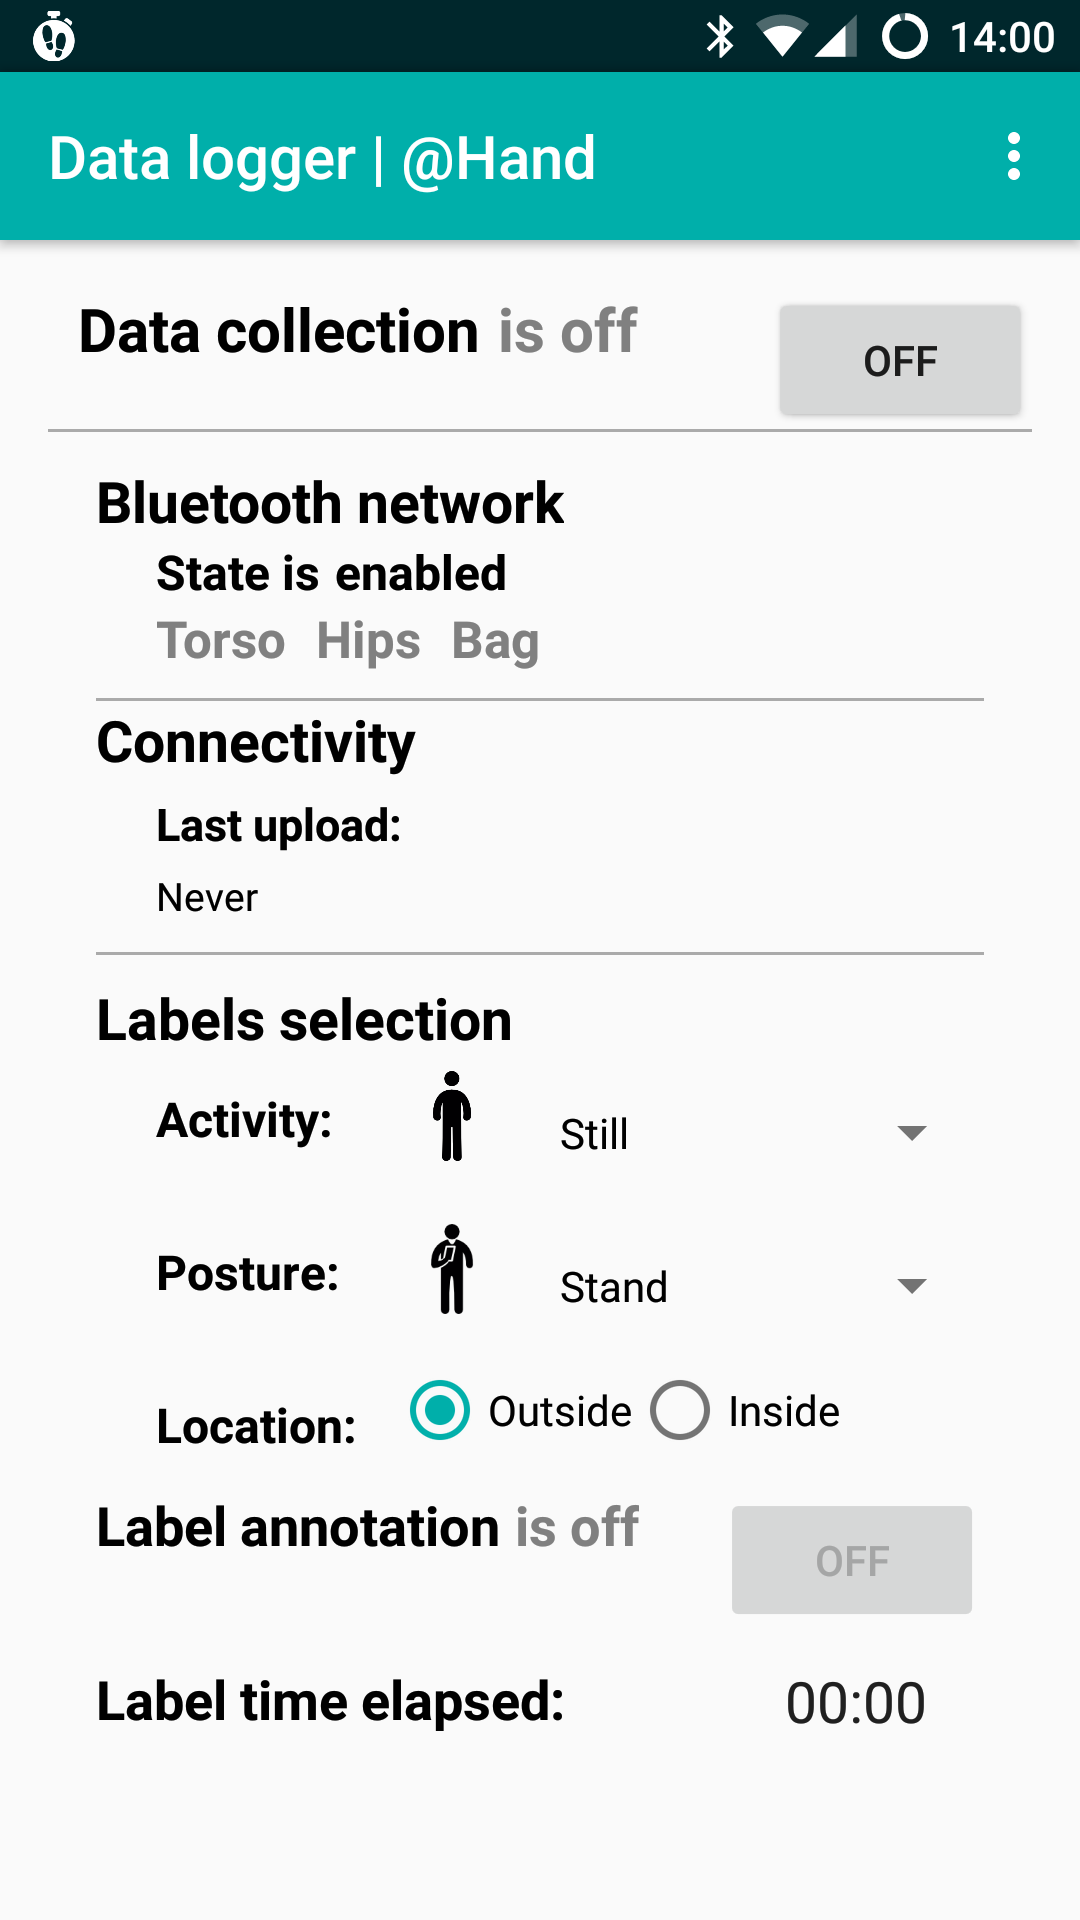 14:00
Data logger | @Hand
Data collection is off OFF
Bluetooth network
State is enabled
Torso Hips Bag
Connectivity
Last upload:
Never
Labels selection
Activity: Still
Posture: Stand
Location: Outside Inside
Label annotation is off OFF
Label time elapsed: 00:00